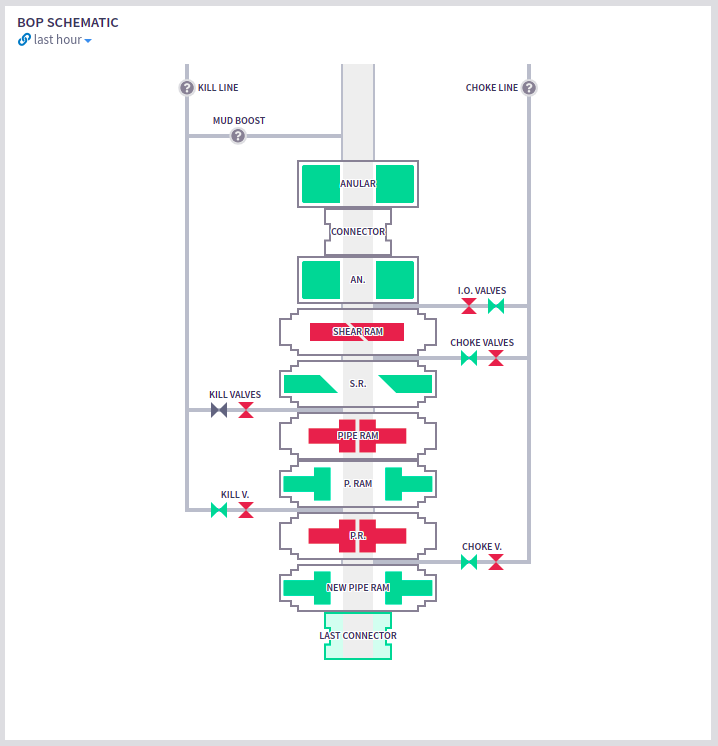 BOP SCHEMATIC
last hour
? KILL LINE
CHOKE LINE ?
MUD BOOST
?
ANULAR
CONNECTOR
AN.
I.O. VALVES
SHEAR RAM
CHOKE VALVES
S.R.
KILL VALVES
PIPE RAM
P. RAM
KILL V.
P.R.
CHOKE V.
NEW PIPE RAM
LAST CONNECTOR